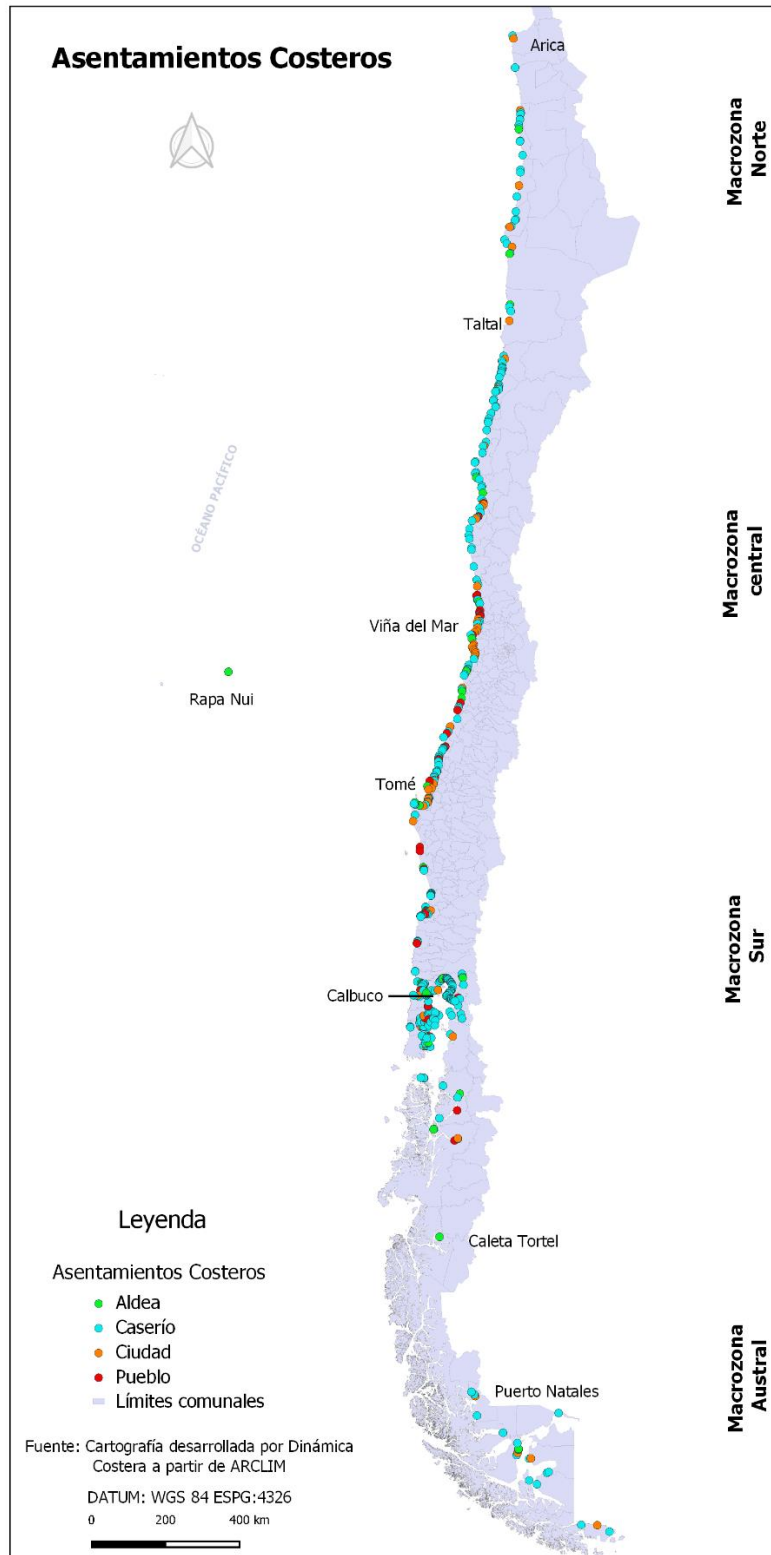 Asentamientos Costeros
Arica
Macrozona
Norte
Taltal
OCÉANO PACÍFICO
Macrozona
central
Viña del Mar
Rapa Nui
Tomé
Macrozona
Sur
Calbuco
Leyenda
Caleta Tortel
Asentamientos Costeros
Aldea
Caserío
Ciudad
Pueblo
Límites comunales
Puerto Natales
Macrozona
Austral
Fuente: Cartografía desarrollada por Dinámica
Costera a partir de ARCLIM
DATUM: WGS 84 ESPG:4326
0 200 400 km